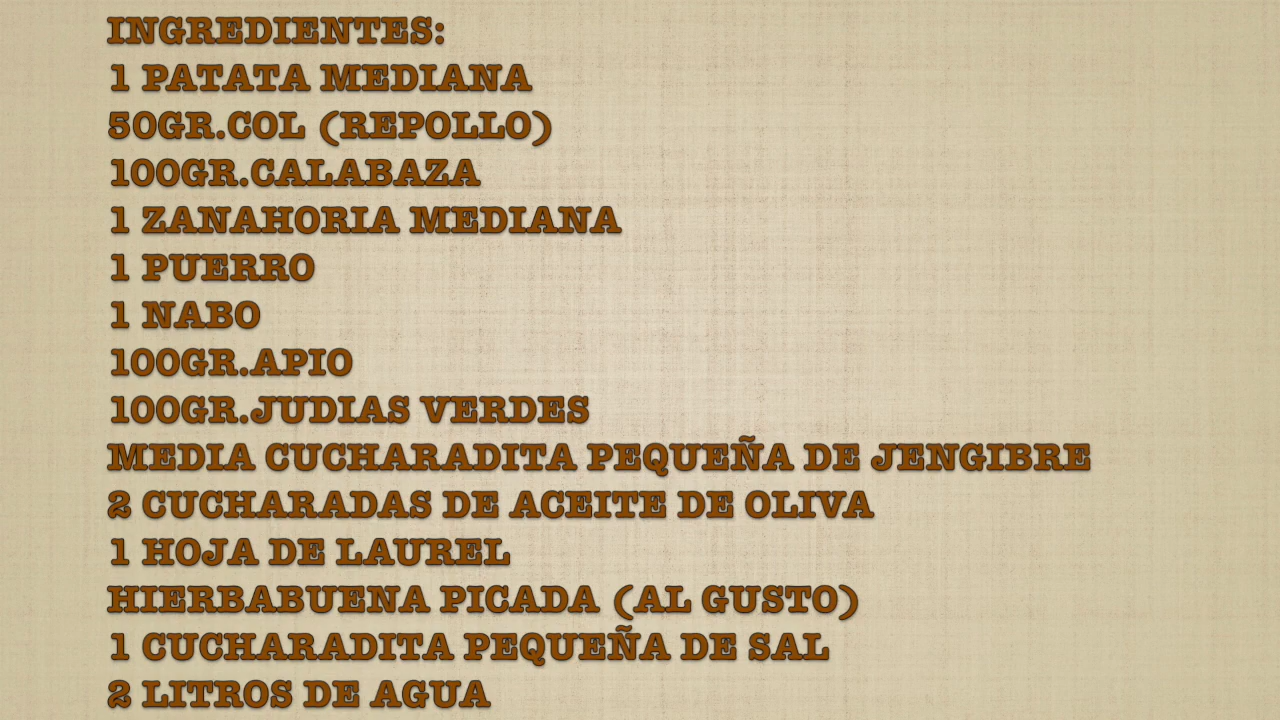 INGREDIENTES:
1 PATATA MEDIANA
50GR.COL (REPOLLO)
100GR.CALABAZA
1 ZANAHORIA MEDIANA
1 PUERRO
1 NABO
100GR.APIO
100GR.JUDIAS VERDES
MEDIA CUCHARADITA PEQUEÑA DE JENGIBRE
2 CUCHARADAS DE ACEITE DE OLIVA
1 HOJA DE LAUREL
HIERBABUENA PICADA (AL GUSTO)
1 CUCHARADITA PEQUEÑA DE SAL
2 LITROS DE AGUA